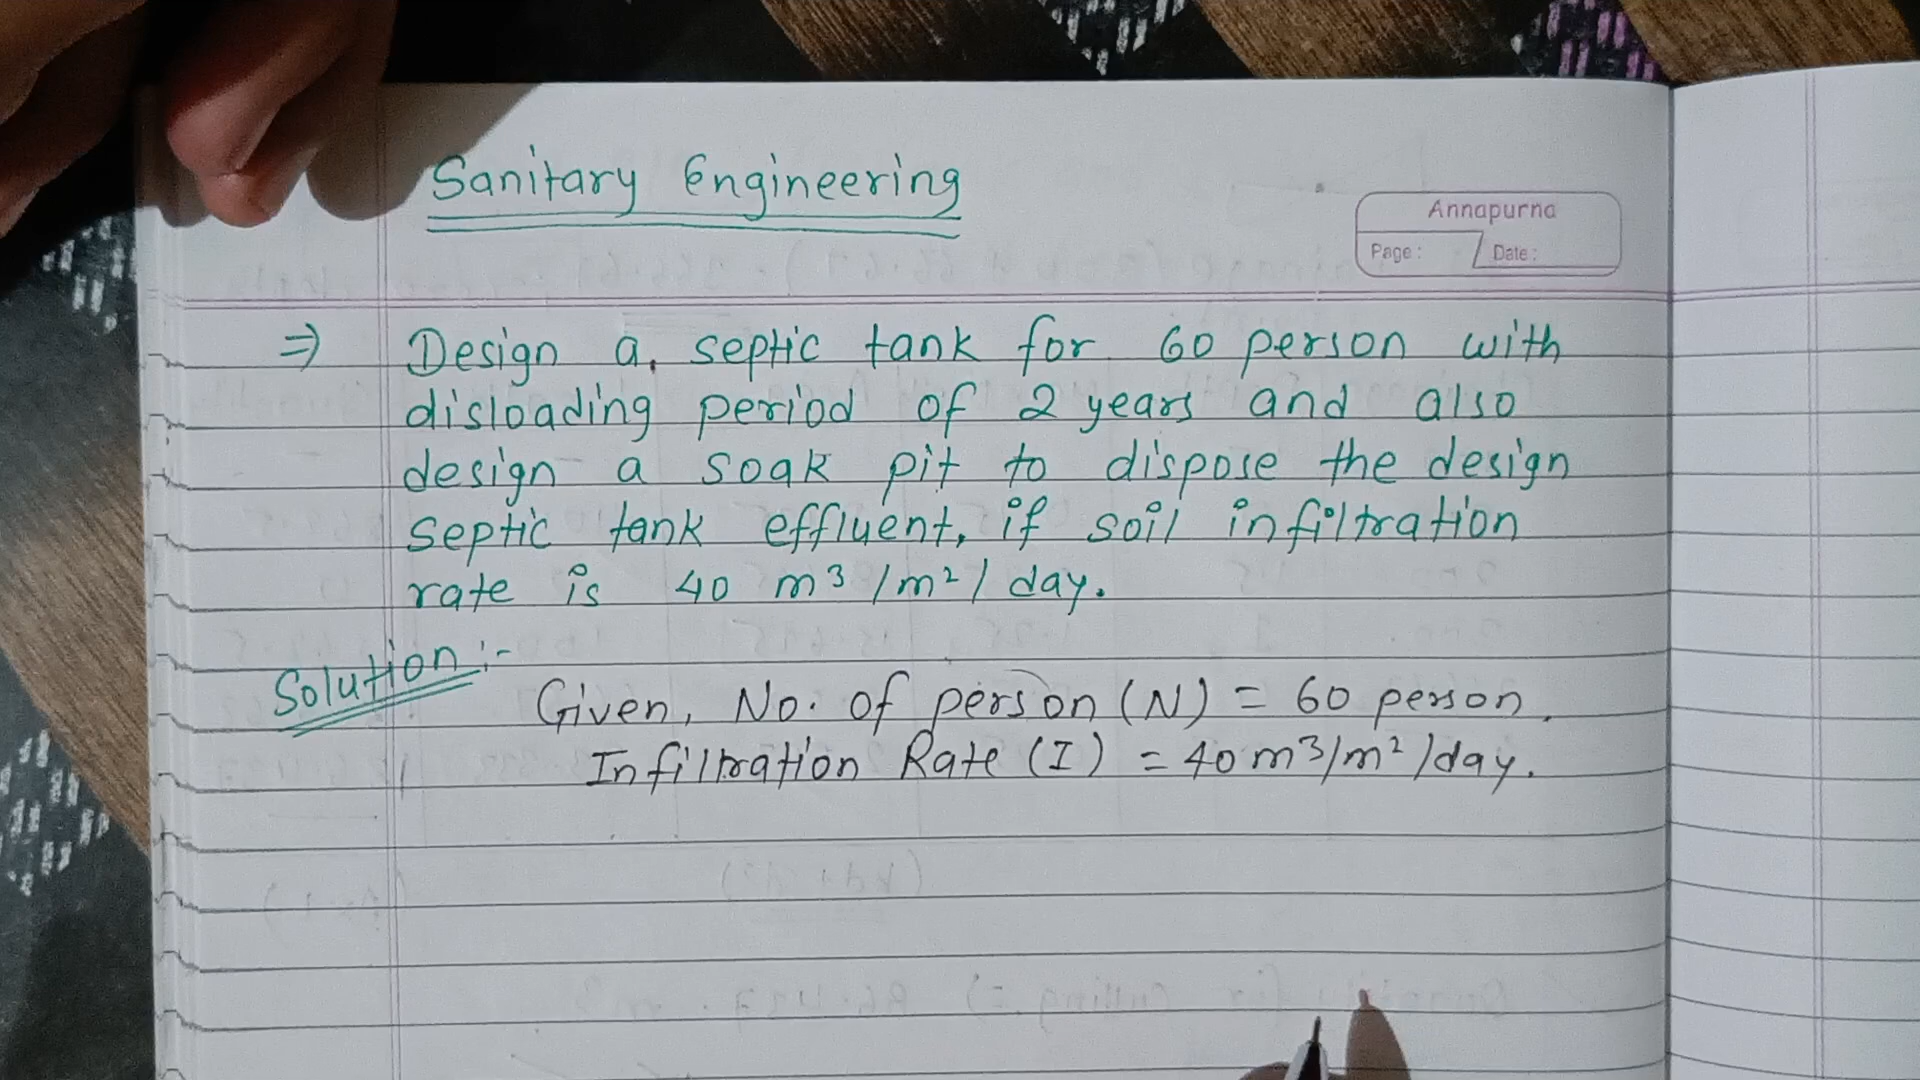 Sanitary Engineering
Annapurna
Page: Date:
⇒ Design a septic tank for 60 person with
disloading period of 2 years and also
design a soak pit to dispose the design
septic tank effluent, if soil infiltration
rate is 40 m³/m²/day.
Solution:-
Given, No. of person (N) = 60 person.
Infiltration Rate (I) = 40 m³/m²/day.